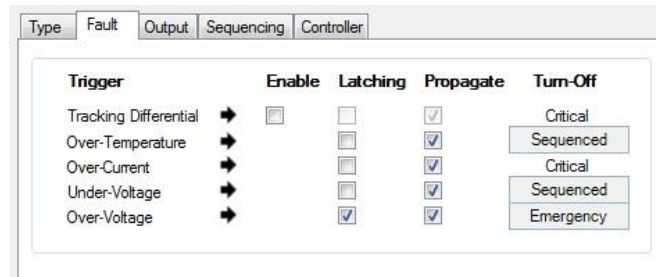 Type Fault Output Sequencing Controller
Trigger Enable Latching Propagate Turn-Off
Tracking Differential Critical
Over-Temperature Sequenced
Over-Current Critical
Under-Voltage Sequenced
Over-Voltage Emergency